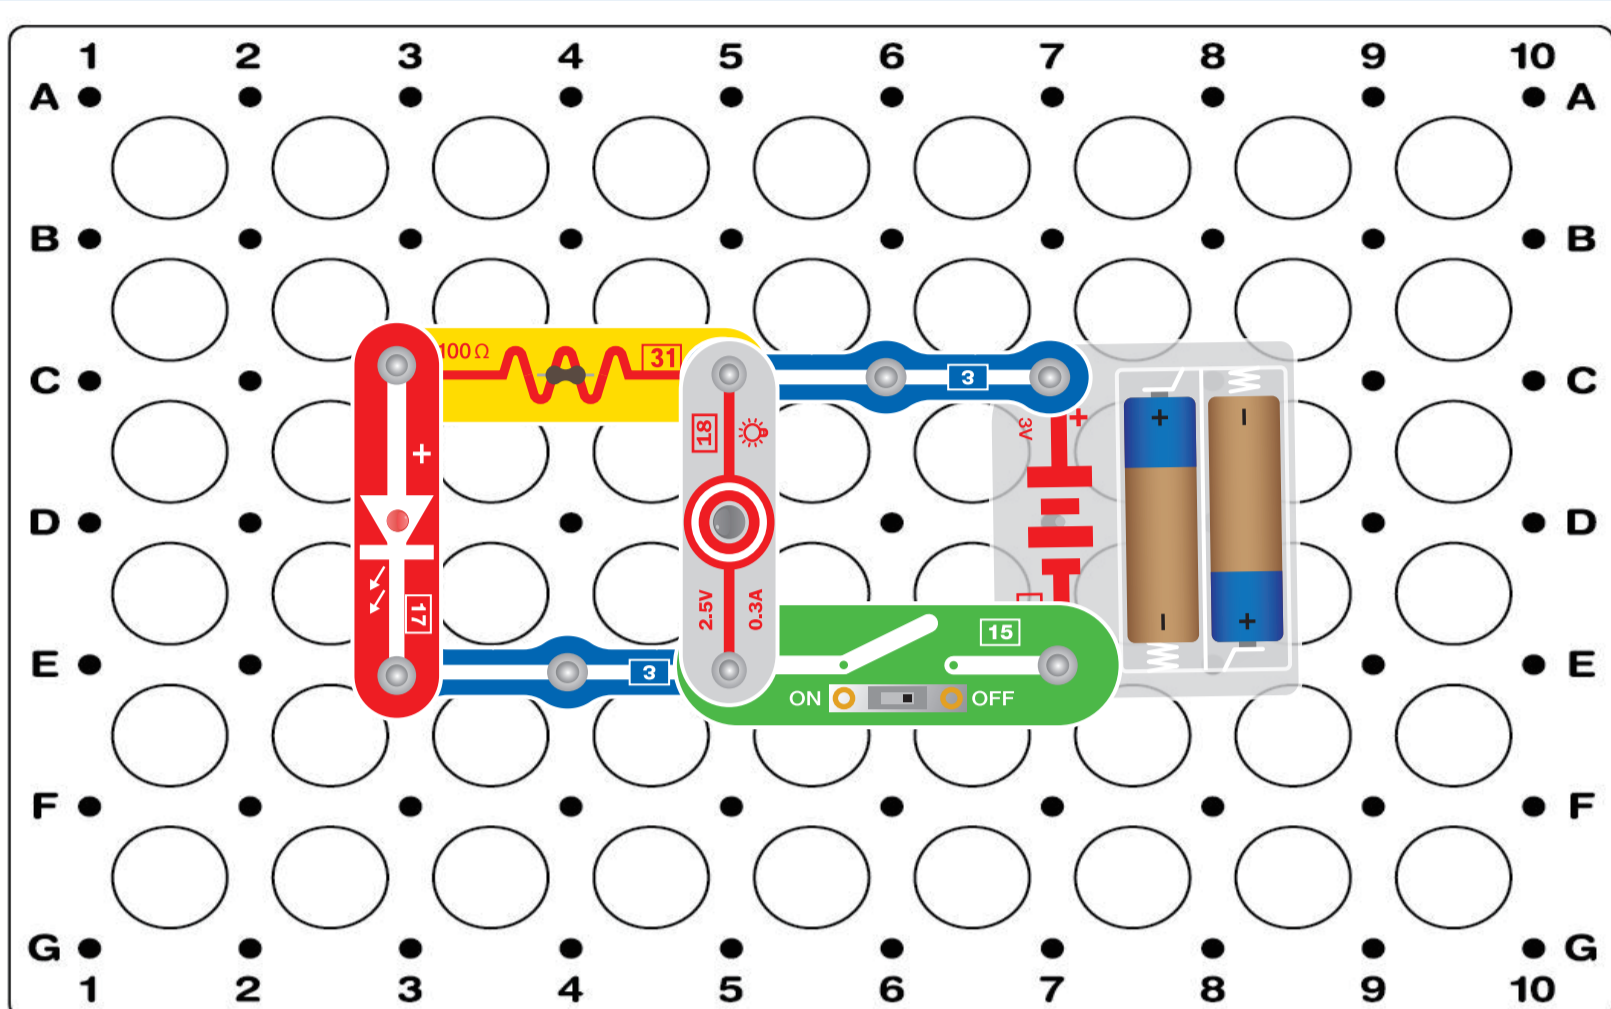 1 2 3 4 5 6 7 8 9 10
A A
B B
100 Ω 31
C 3 C
+ 18 3V + + −
D D
17 2.5V 0.3A − +
E 3 15 E
ON OFF
F F
G G
1 2 3 4 5 6 7 8 9 10